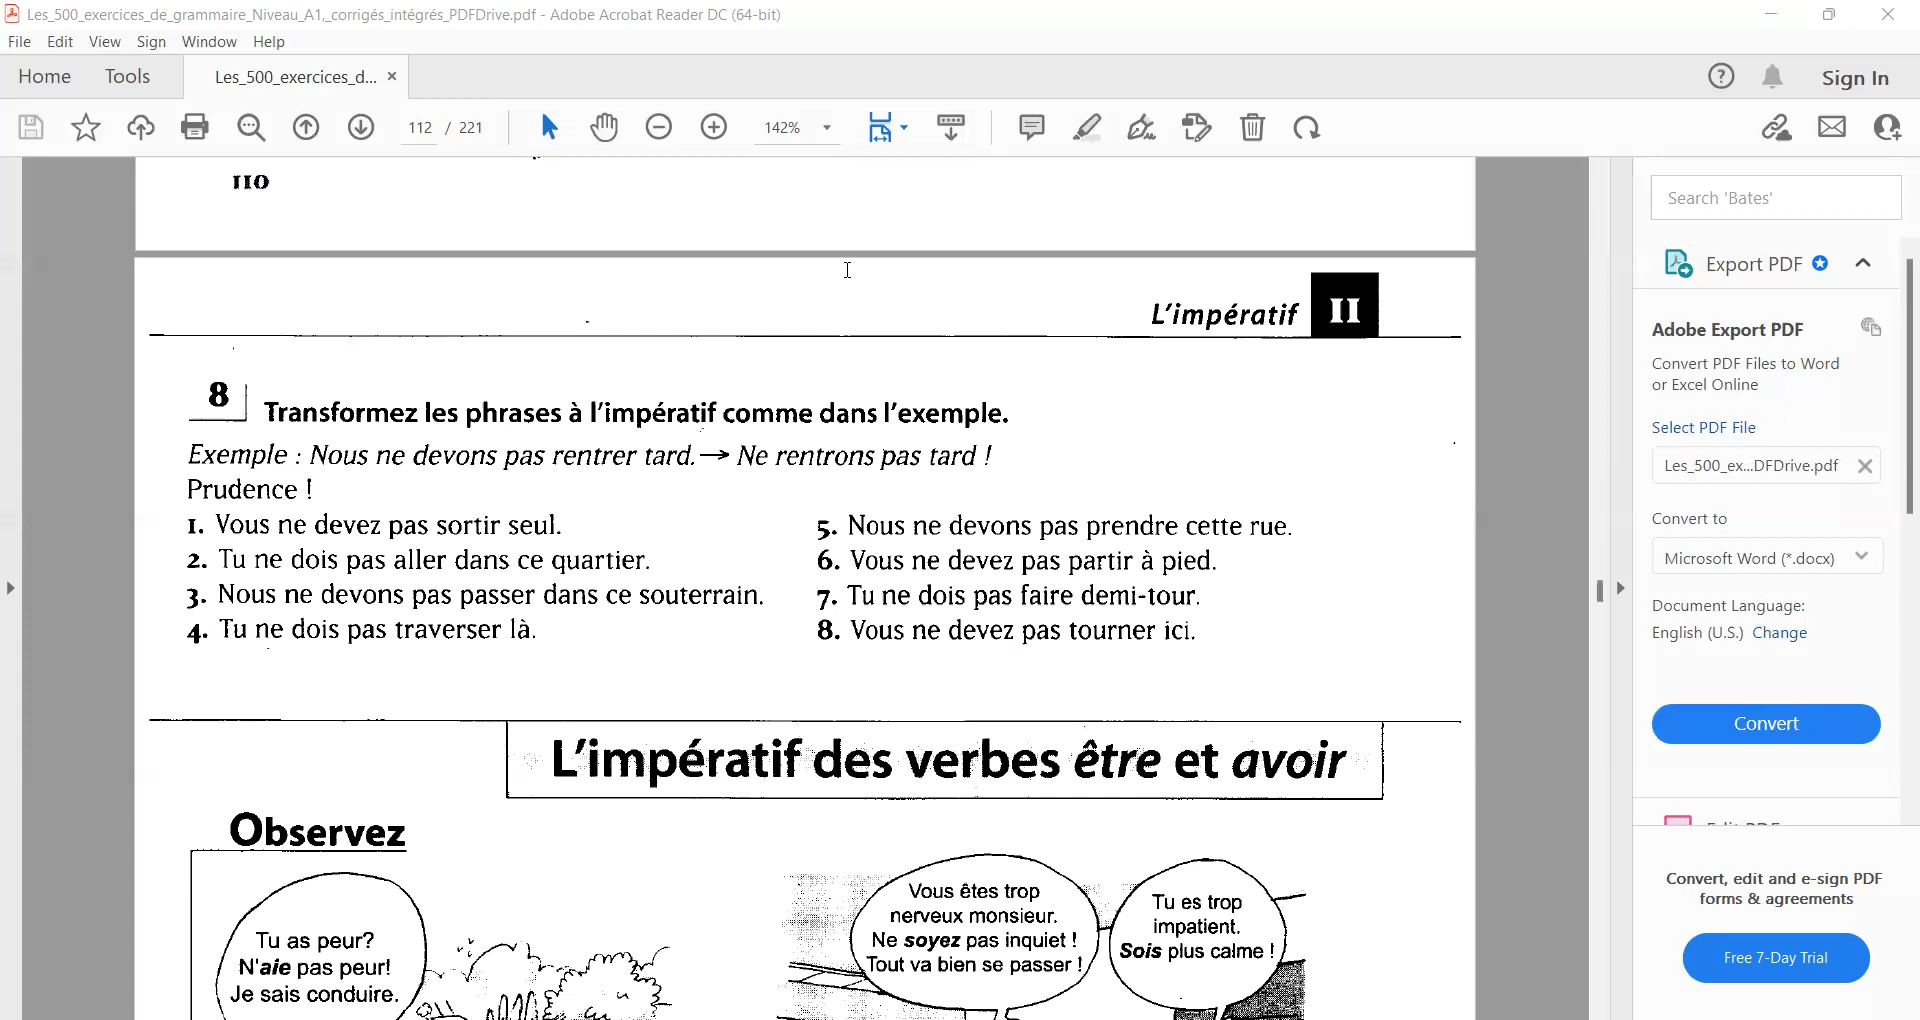 Les_500_exercices_de_grammaire_Niveau_A1,_corrigés_intégrés_PDFDrive.pdf - Adobe Acrobat Reader DC (64-bit)
File Edit View Sign Window Help
Home Tools Les_500_exercices_d... × Sign In
112 / 221 142%
110
L'impératif II
8 Transformez les phrases à l'impératif comme dans l'exemple.
Exemple : Nous ne devons pas rentrer tard. → Ne rentrons pas tard !
Prudence !
1. Vous ne devez pas sortir seul.
2. Tu ne dois pas aller dans ce quartier.
3. Nous ne devons pas passer dans ce souterrain.
4. Tu ne dois pas traverser là.
5. Nous ne devons pas prendre cette rue.
6. Vous ne devez pas partir à pied.
7. Tu ne dois pas faire demi-tour.
8. Vous ne devez pas tourner ici.
L'impératif des verbes être et avoir
Observez
Tu as peur?
N'aie pas peur!
Je sais conduire.
Vous êtes trop
nerveux monsieur.
Ne soyez pas inquiet !
Tout va bien se passer !
Tu es trop
impatient.
Sois plus calme !
Search 'Bates'
Export PDF
Adobe Export PDF
Convert PDF Files to Word
or Excel Online
Select PDF File
Les_500_ex...DFDrive.pdf
Convert to
Microsoft Word (*.docx)
Document Language:
English (U.S.) Change
Convert
Convert, edit and e-sign PDF
forms & agreements
Free 7-Day Trial